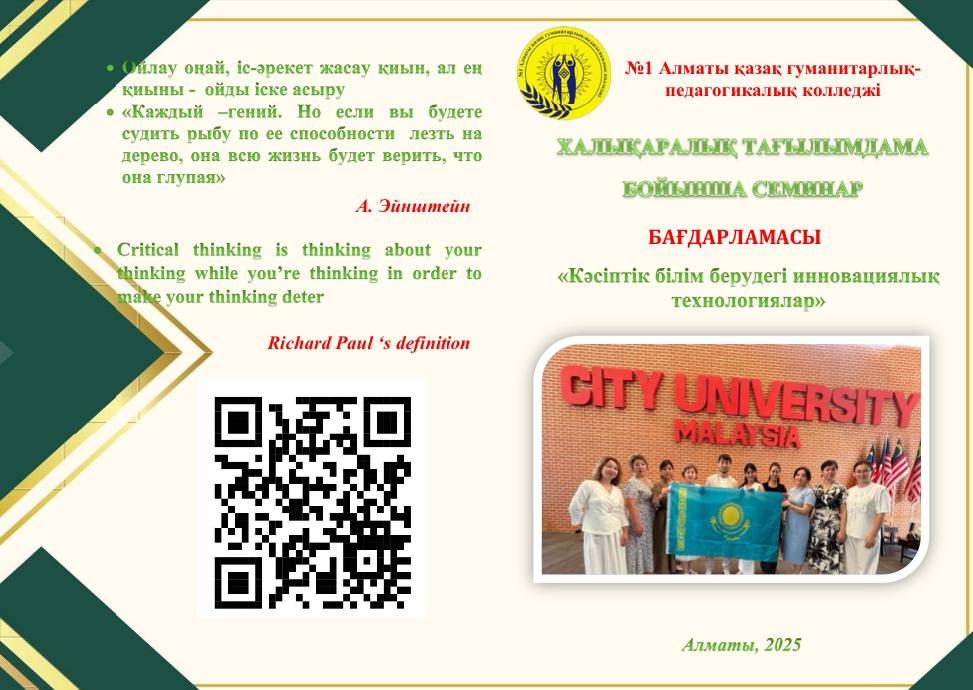 • Ойлау оңай, іс-әрекет жасау қиын, ал ең
қиыны - ойды іске асыру
• «Каждый –гений. Но если вы будете
судить рыбу по ее способности лезть на
дерево, она всю жизнь будет верить, что
она глупая»
А. Эйнштейн
• Critical thinking is thinking about your
thinking while you’re thinking in order to
make your thinking deter
Richard Paul ‘s definition
№1 Алматы қазақ гуманитарлық-
педагогикалық колледжі
ХАЛЫҚАРАЛЫҚ ТАҒЫЛЫМДАМА
БОЙЫНША СЕМИНАР
БАҒДАРЛАМАСЫ
«Кәсіптік білім берудегі инновациялық
технологиялар»
CITY UNIVERSITY
MALAYSIA
Алматы, 2025